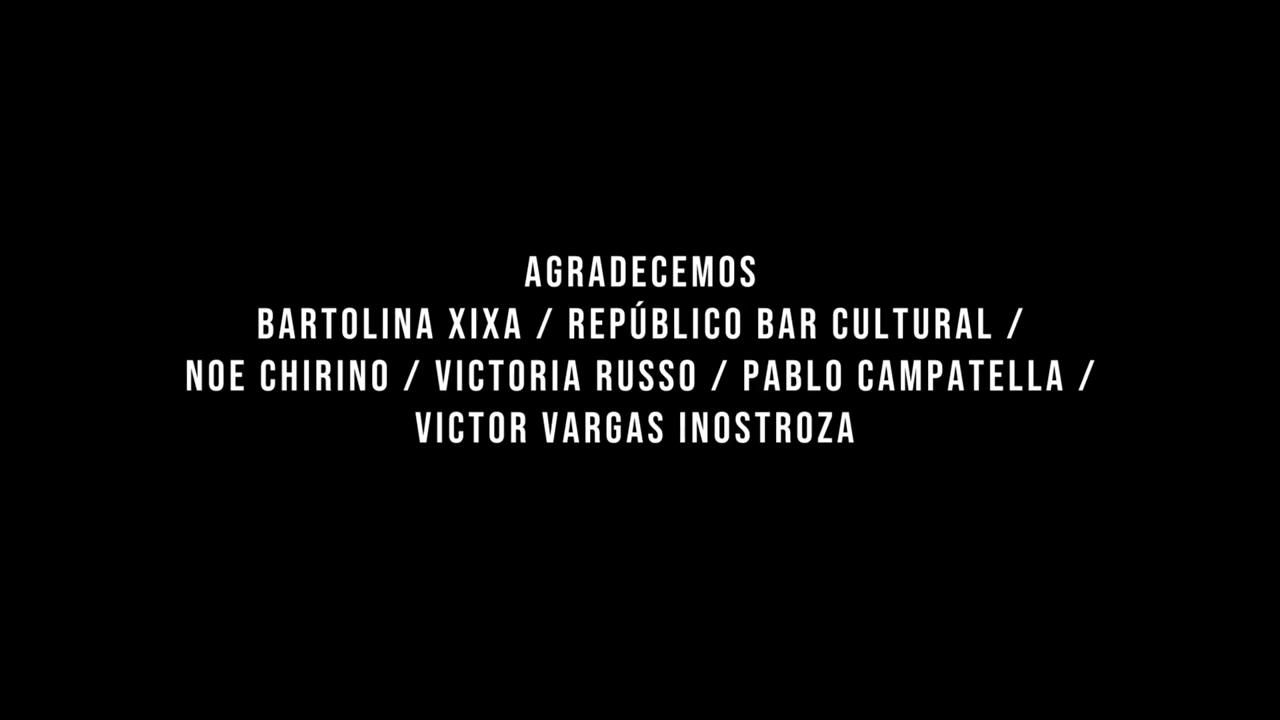 AGRADECEMOS
BARTOLINA XIXA / REPÚBLICO BAR CULTURAL /
NOE CHIRINO / VICTORIA RUSSO / PABLO CAMPATELLA /
VICTOR VARGAS INOSTROZA